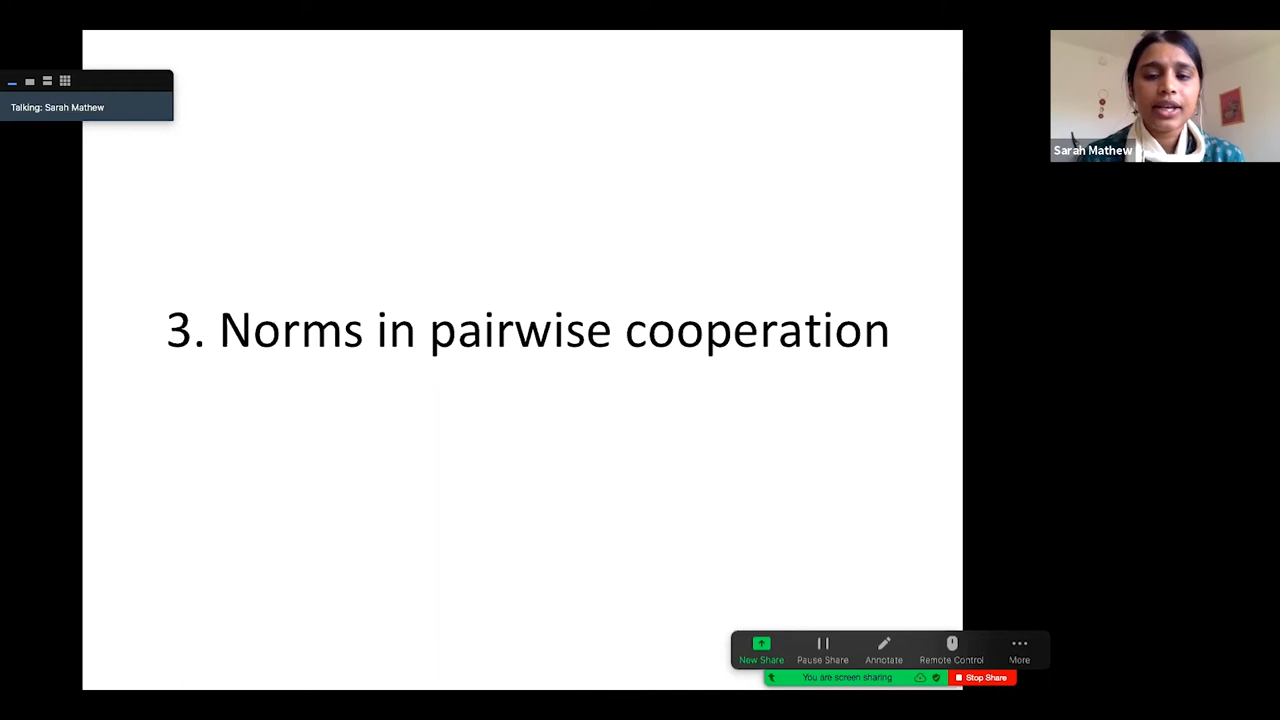 Talking: Sarah Mathew
Sarah Mathew
3. Norms in pairwise cooperation
New Share
Pause Share
Annotate
Remote Control
More
You are screen sharing
Stop Share